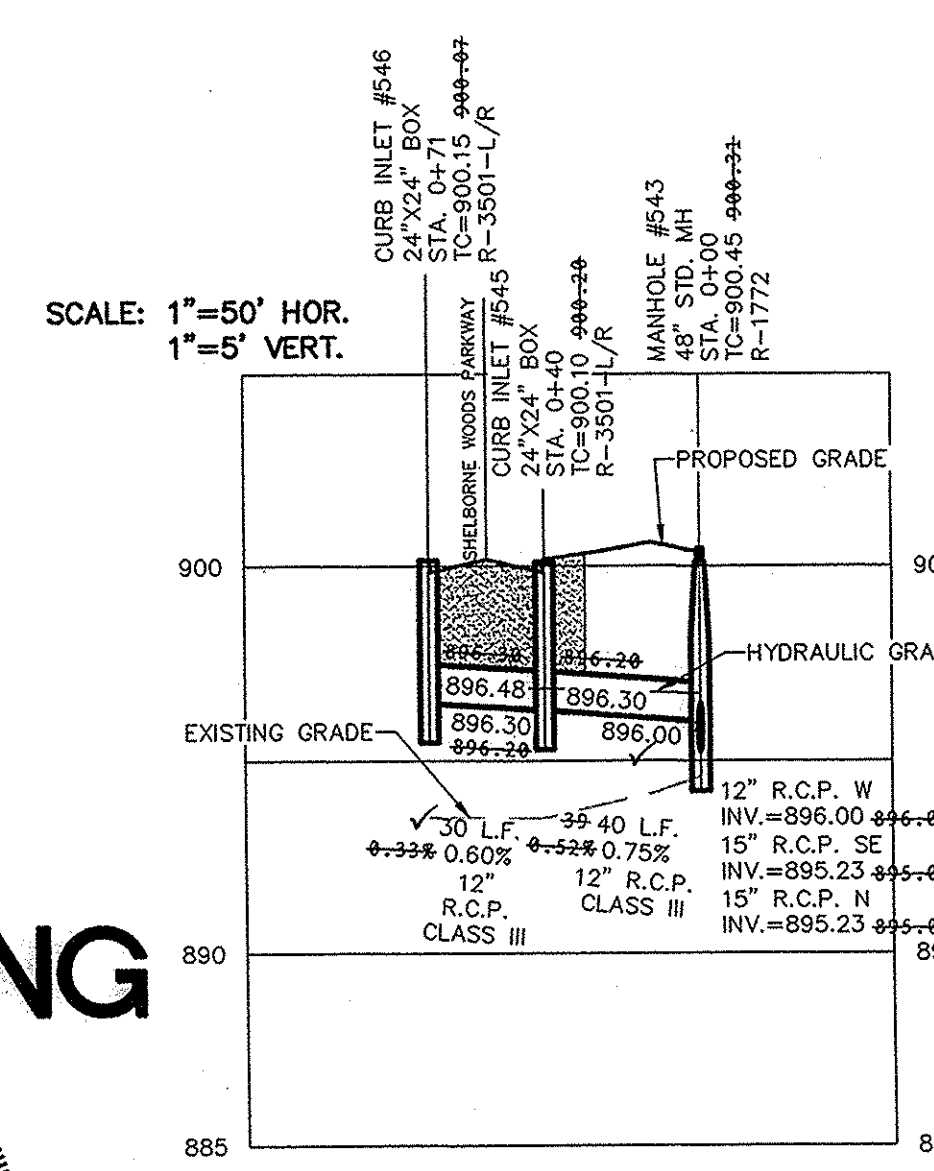 CURB INLET #546
24"X24" BOX
STA. 0+71
TC=900.15 900.07
R-3501-L/R
SHELBORNE WOODS PARKWAY
CURB INLET #545
24"X24" BOX
STA. 0+40
TC=900.10 900.20
R-3501-L/R
MANHOLE #543
48" STD. MH
STA. 0+00
TC=900.45 900.31
R-1772
SCALE: 1"=50' HOR.
1"=5' VERT.
PROPOSED GRADE
900
896.30
896.20
HYDRAULIC GRA
896.48
896.30
EXISTING GRADE
896.30
896.00
896.20
✓
✓ 30 L.F.
0.33% 0.60%
12"
R.C.P.
CLASS III
39 40 L.F.
0.52% 0.75%
12" R.C.P.
CLASS III
12" R.C.P. W
INV.=896.00
15" R.C.P. SE
INV.=895.23
15" R.C.P. N
INV.=895.23
NG
890
885